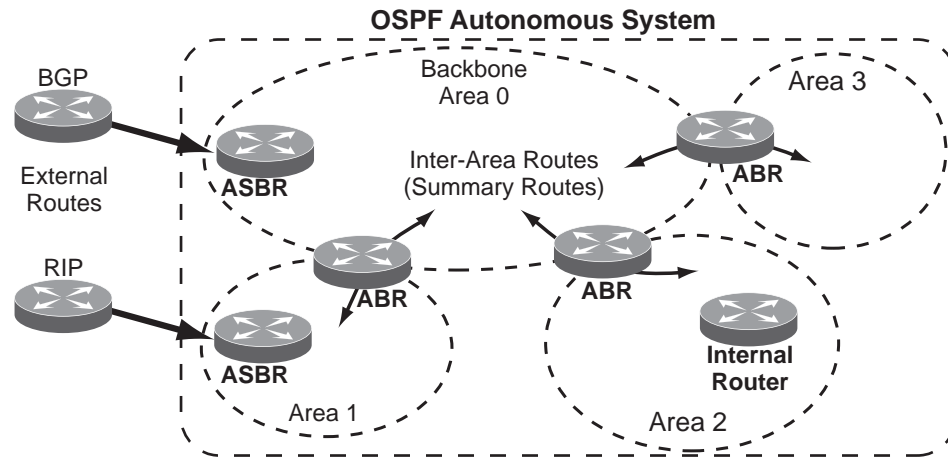 OSPF Autonomous System
BGP
Backbone
Area 0
Area 3
External
Routes
ASBR
Inter-Area Routes
(Summary Routes)
ABR
RIP
ABR
ABR
ASBR
Internal
Router
Area 1
Area 2